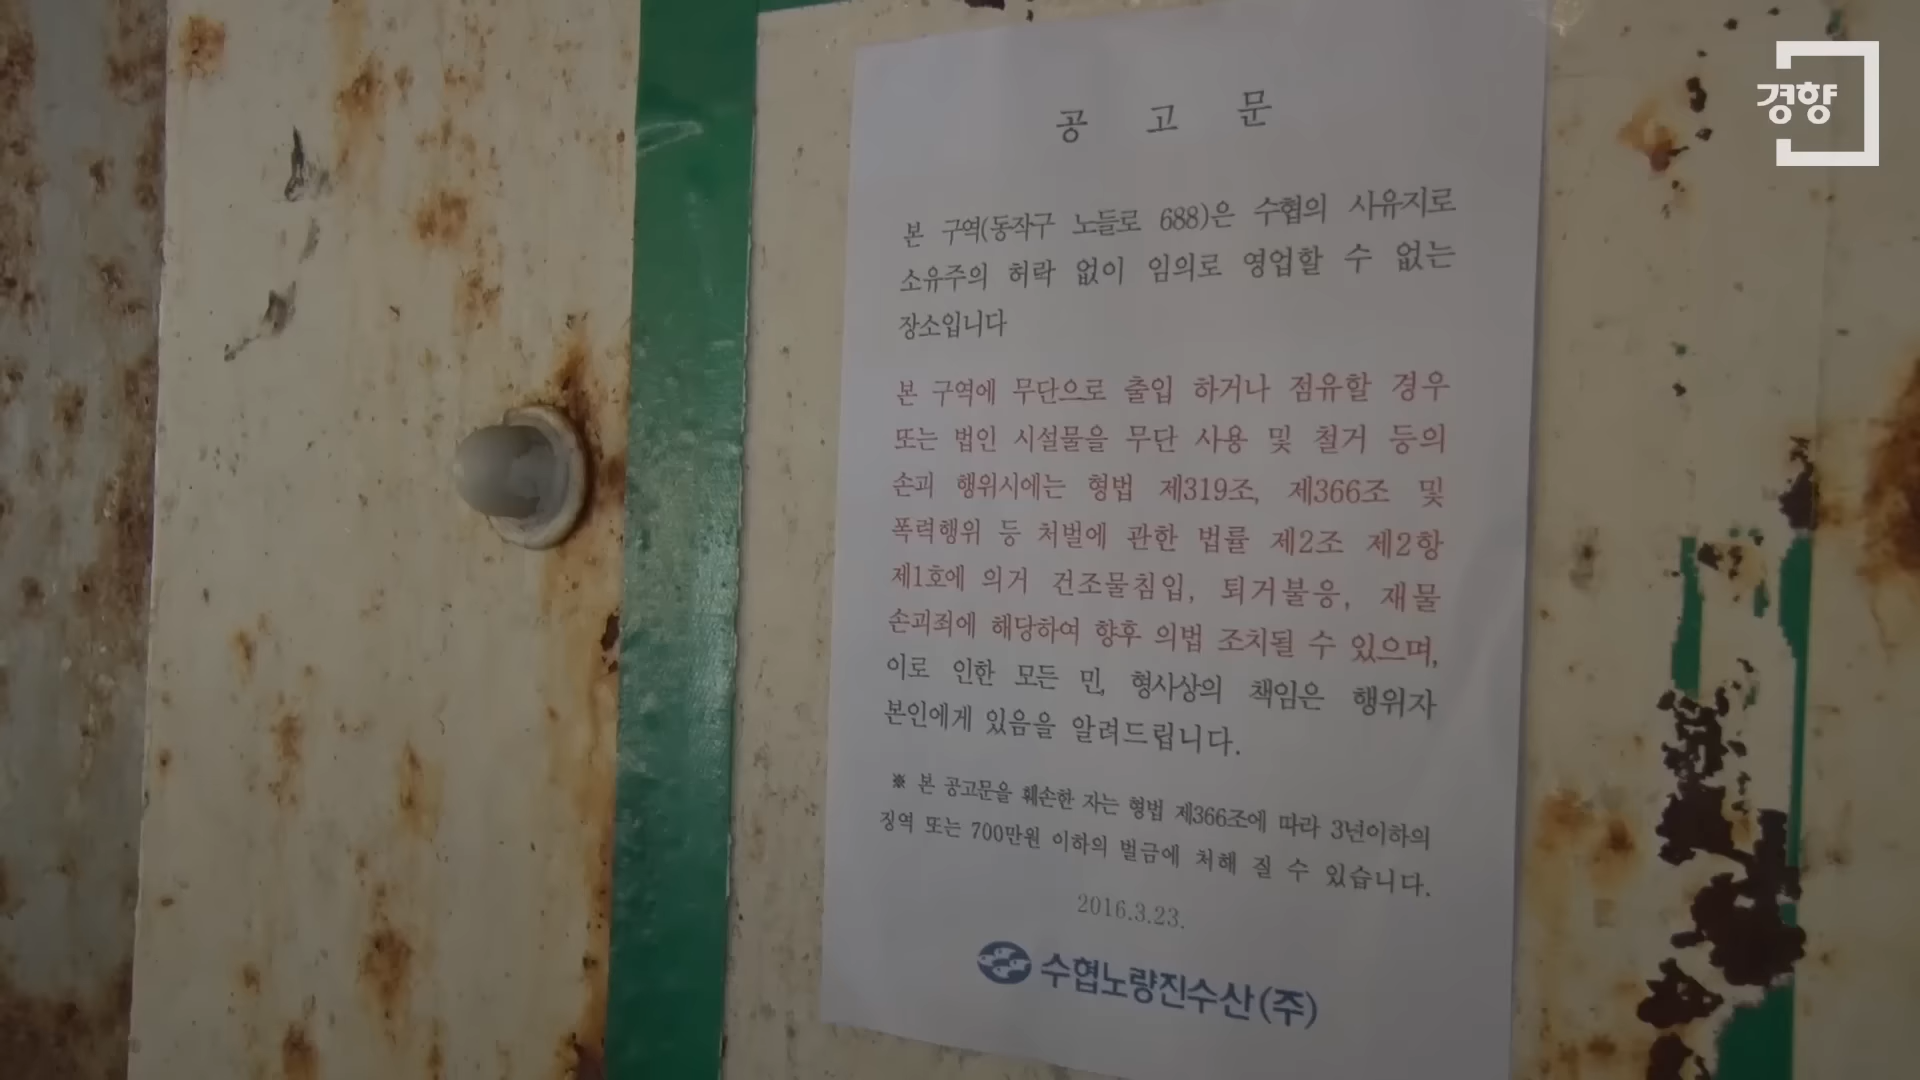 경향
공 고 문
본 구역(동작구 노들로 688)은 수협의 사유지로
소유주의 허락 없이 임의로 영업할 수 없는
장소입니다
본 구역에 무단으로 출입 하거나 점유할 경우
또는 법인 시설물을 무단 사용 및 철거 등의
손괴 행위시에는 형법 제319조, 제366조 및
폭력행위 등 처벌에 관한 법률 제2조 제2항
제1호에 의거 건조물침입, 퇴거불응, 재물
손괴죄에 해당하여 향후 의법 조치될 수 있으며,
이로 인한 모든 민, 형사상의 책임은 행위자
본인에게 있음을 알려드립니다.
※ 본 공고문을 훼손한 자는 형법 제366조에 따라 3년이하의
징역 또는 700만원 이하의 벌금에 처해 질 수 있습니다.
2016.3.23.
수협노량진수산(주)